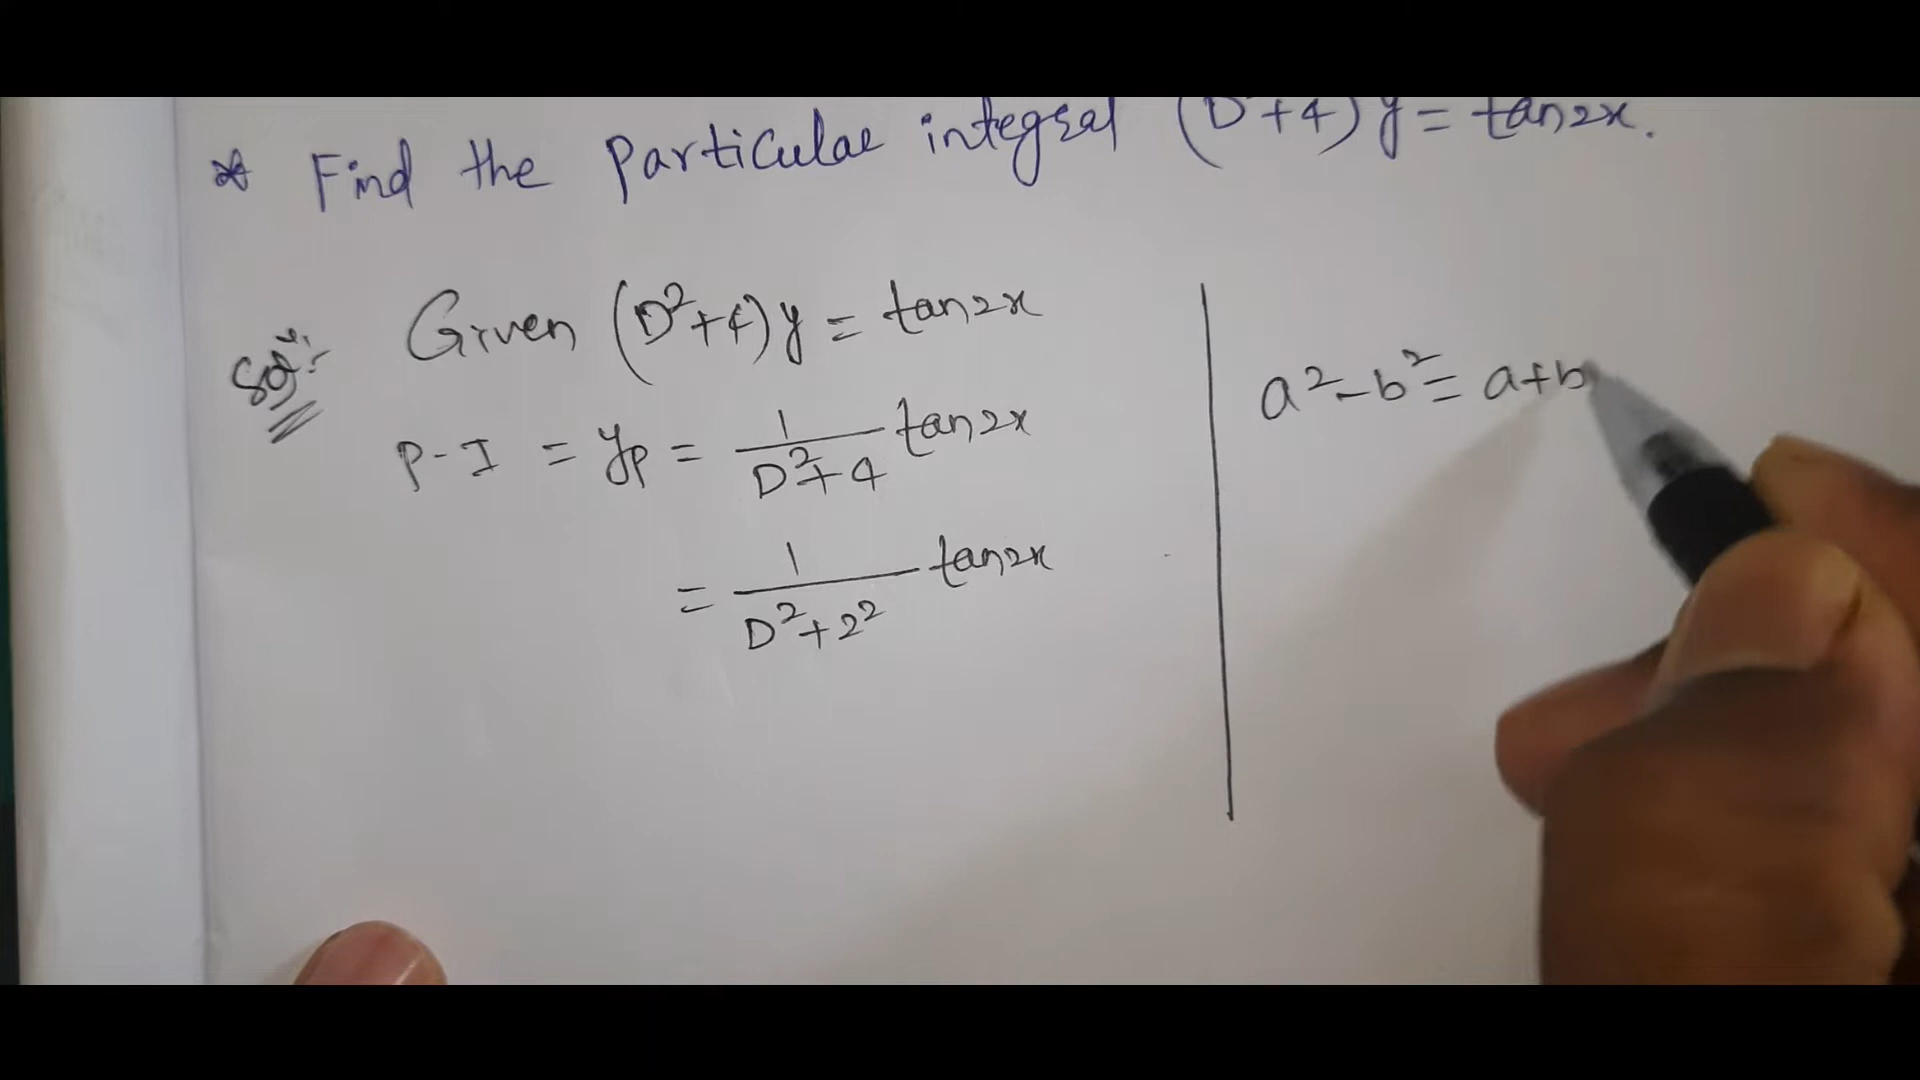 * Find the Particular integral (D²+4)y = tan2x.
Sol:- Given (D²+4)y = tan2x
P-I = yp = 1/(D²+4) tan2x
= 1/(D²+2²) tan2x
a²-b² = a+b